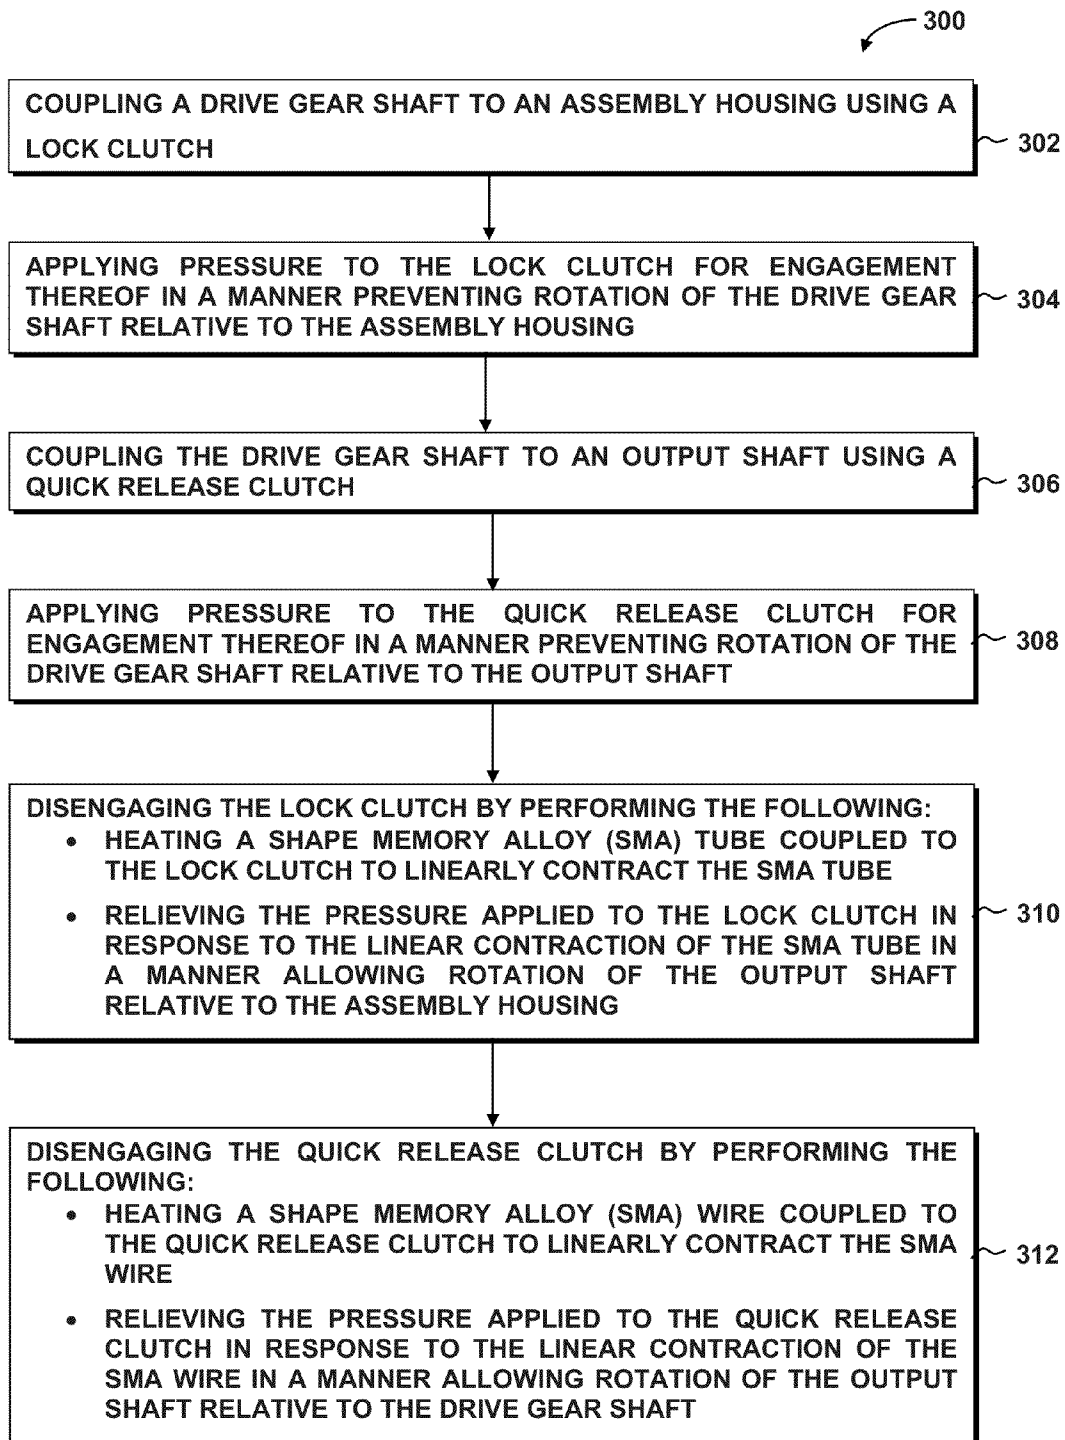 300
COUPLING A DRIVE GEAR SHAFT TO AN ASSEMBLY HOUSING USING A
LOCK CLUTCH
302
APPLYING PRESSURE TO THE LOCK CLUTCH FOR ENGAGEMENT
THEREOF IN A MANNER PREVENTING ROTATION OF THE DRIVE GEAR
SHAFT RELATIVE TO THE ASSEMBLY HOUSING
304
COUPLING THE DRIVE GEAR SHAFT TO AN OUTPUT SHAFT USING A
QUICK RELEASE CLUTCH
306
APPLYING PRESSURE TO THE QUICK RELEASE CLUTCH FOR
ENGAGEMENT THEREOF IN A MANNER PREVENTING ROTATION OF THE
DRIVE GEAR SHAFT RELATIVE TO THE OUTPUT SHAFT
308
DISENGAGING THE LOCK CLUTCH BY PERFORMING THE FOLLOWING:
• HEATING A SHAPE MEMORY ALLOY (SMA) TUBE COUPLED TO
THE LOCK CLUTCH TO LINEARLY CONTRACT THE SMA TUBE
• RELIEVING THE PRESSURE APPLIED TO THE LOCK CLUTCH IN
RESPONSE TO THE LINEAR CONTRACTION OF THE SMA TUBE IN
A MANNER ALLOWING ROTATION OF THE OUTPUT SHAFT
RELATIVE TO THE ASSEMBLY HOUSING
310
DISENGAGING THE QUICK RELEASE CLUTCH BY PERFORMING THE
FOLLOWING:
• HEATING A SHAPE MEMORY ALLOY (SMA) WIRE COUPLED TO
THE QUICK RELEASE CLUTCH TO LINEARLY CONTRACT THE SMA
WIRE
• RELIEVING THE PRESSURE APPLIED TO THE QUICK RELEASE
CLUTCH IN RESPONSE TO THE LINEAR CONTRACTION OF THE
SMA WIRE IN A MANNER ALLOWING ROTATION OF THE OUTPUT
SHAFT RELATIVE TO THE DRIVE GEAR SHAFT
312